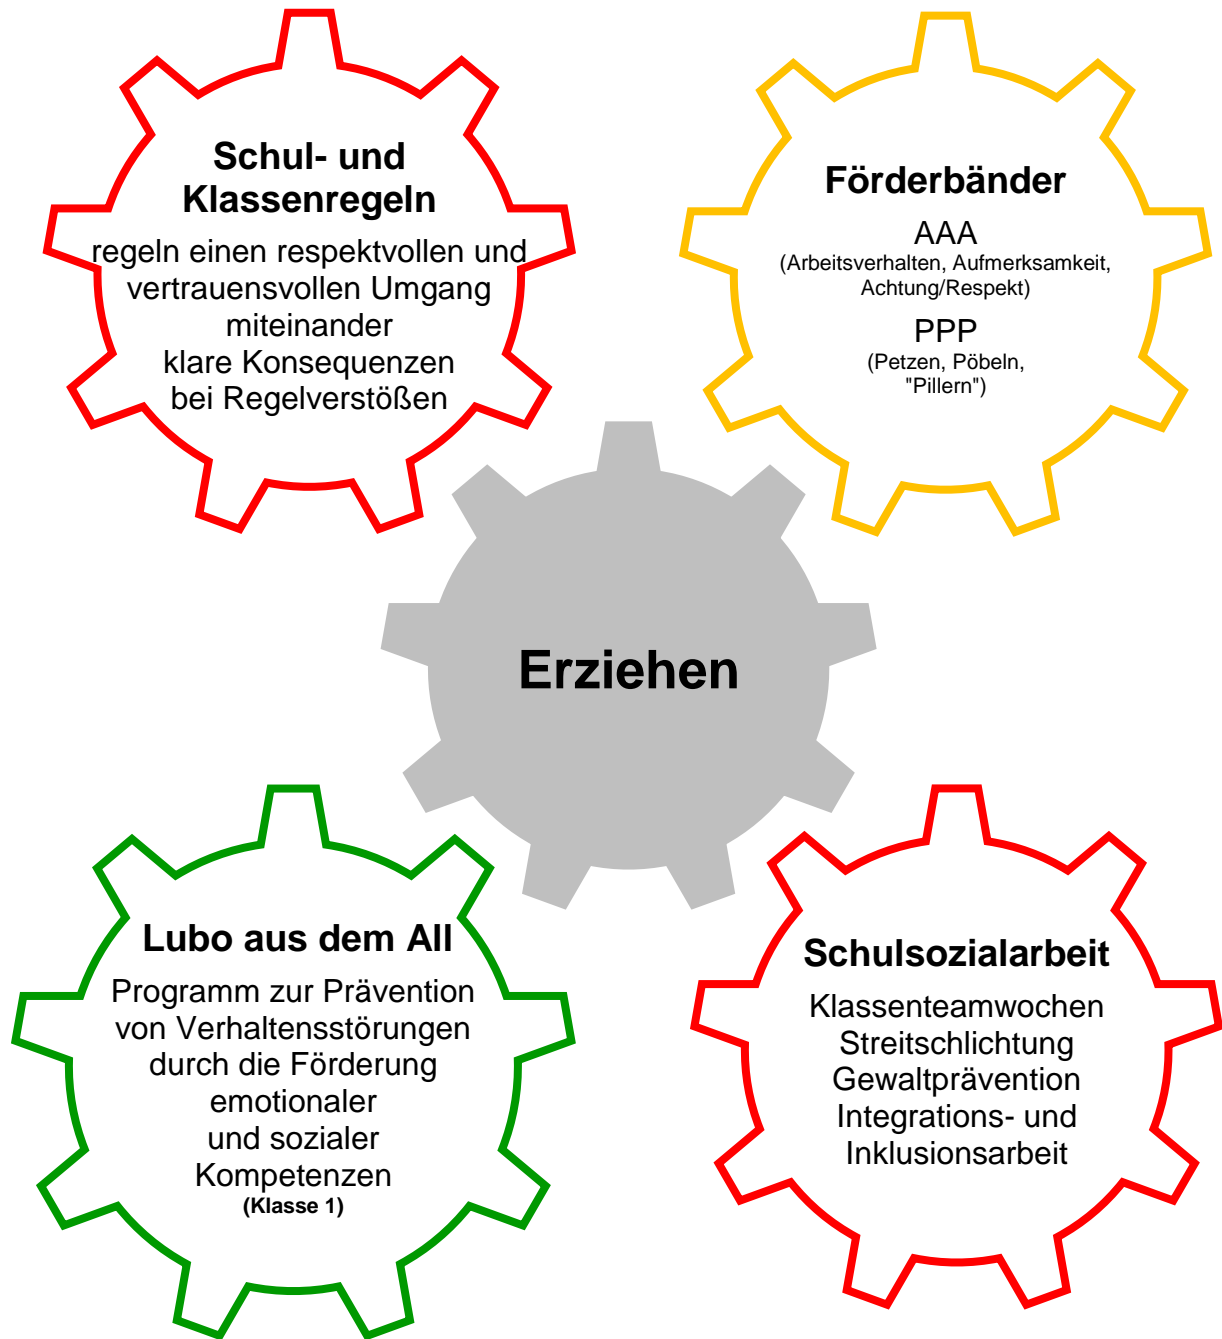 Schul- und
Klassenregeln
regeln einen respektvollen und
vertrauensvollen Umgang
miteinander
klare Konsequenzen
bei Regelverstößen
Förderbänder
AAA
(Arbeitsverhalten, Aufmerksamkeit,
Achtung/Respekt)
PPP
(Petzen, Pöbeln,
"Pillern")
Erziehen
Lubo aus dem All
Programm zur Prävention
von Verhaltensstörungen
durch die Förderung
emotionaler
und sozialer
Kompetenzen
(Klasse 1)
Schulsozialarbeit
Klassenteamwochen
Streitschlichtung
Gewaltprävention
Integrations- und
Inklusionsarbeit